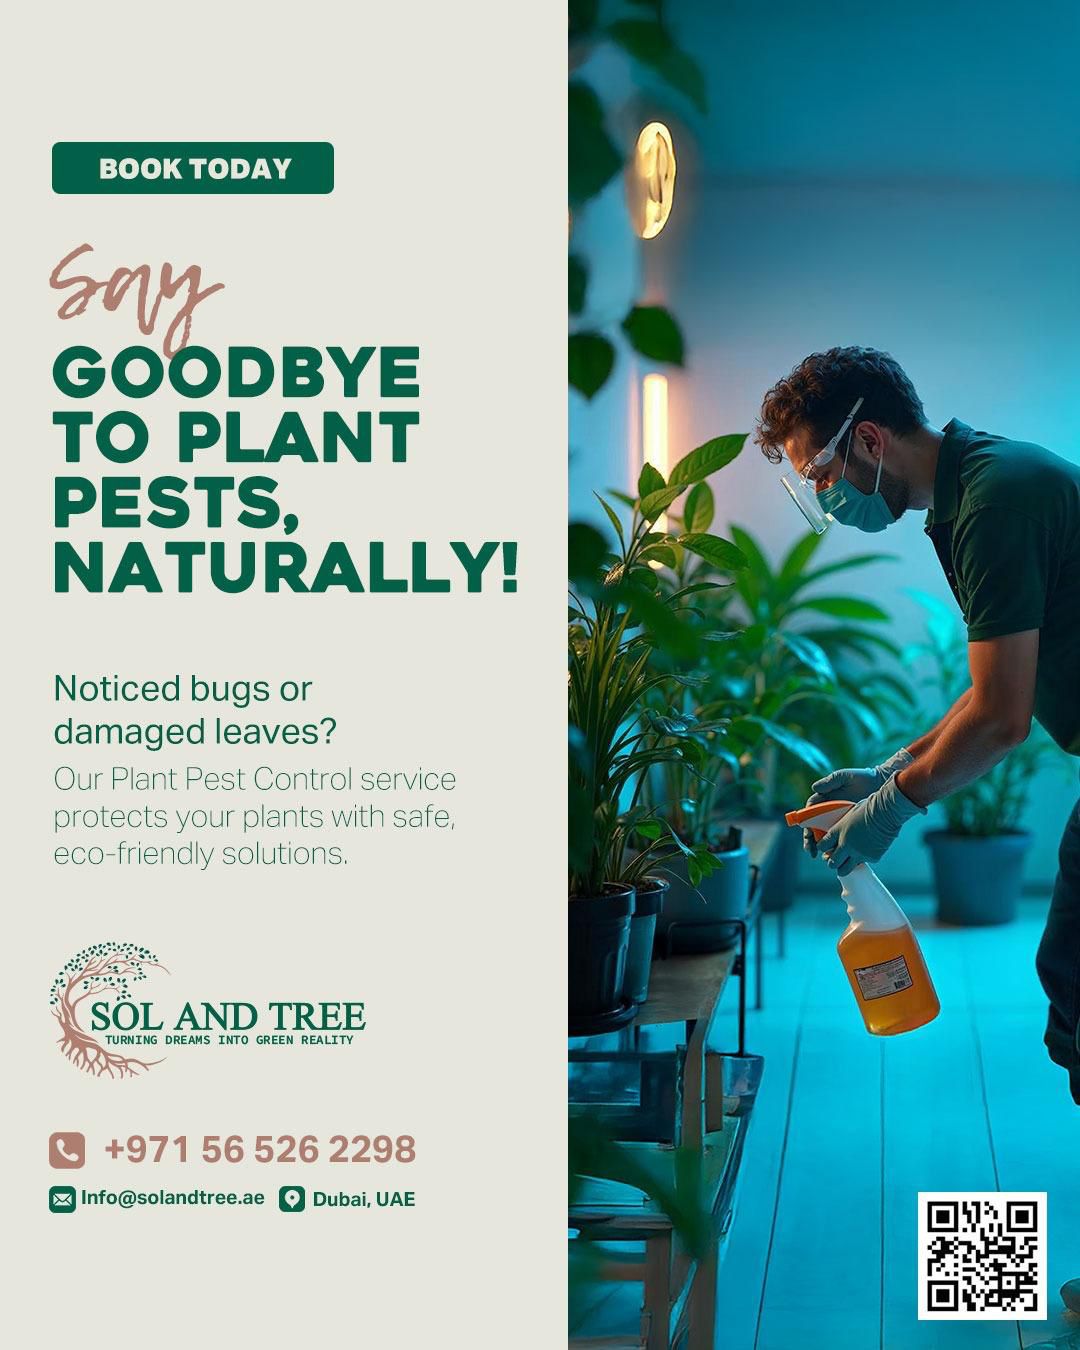 BOOK TODAY
Say
GOODBYE
TO PLANT
PESTS,
NATURALLY!
Noticed bugs or
damaged leaves?
Our Plant Pest Control service
protects your plants with safe,
eco-friendly solutions.
SOL AND TREE
TURNING DREAMS INTO GREEN REALITY
+971 56 526 2298
Info@solandtree.ae
Dubai, UAE